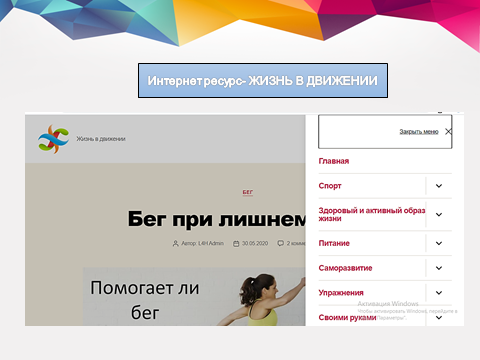 Интернет ресурс- ЖИЗНЬ В ДВИЖЕНИИ
Закрыть меню
Жизнь в движении
Главная
Спорт
БЕГ
Здоровый и активный образ
жизни
Бег при лишнем
Автор: L4H Admin 30.05.2020 2 комме
Питание
Саморазвитие
Помогает ли
бег
Упражнения
Своими руками
Активация Windows
Чтобы активировать Windows, перейдите в
"Параметры".